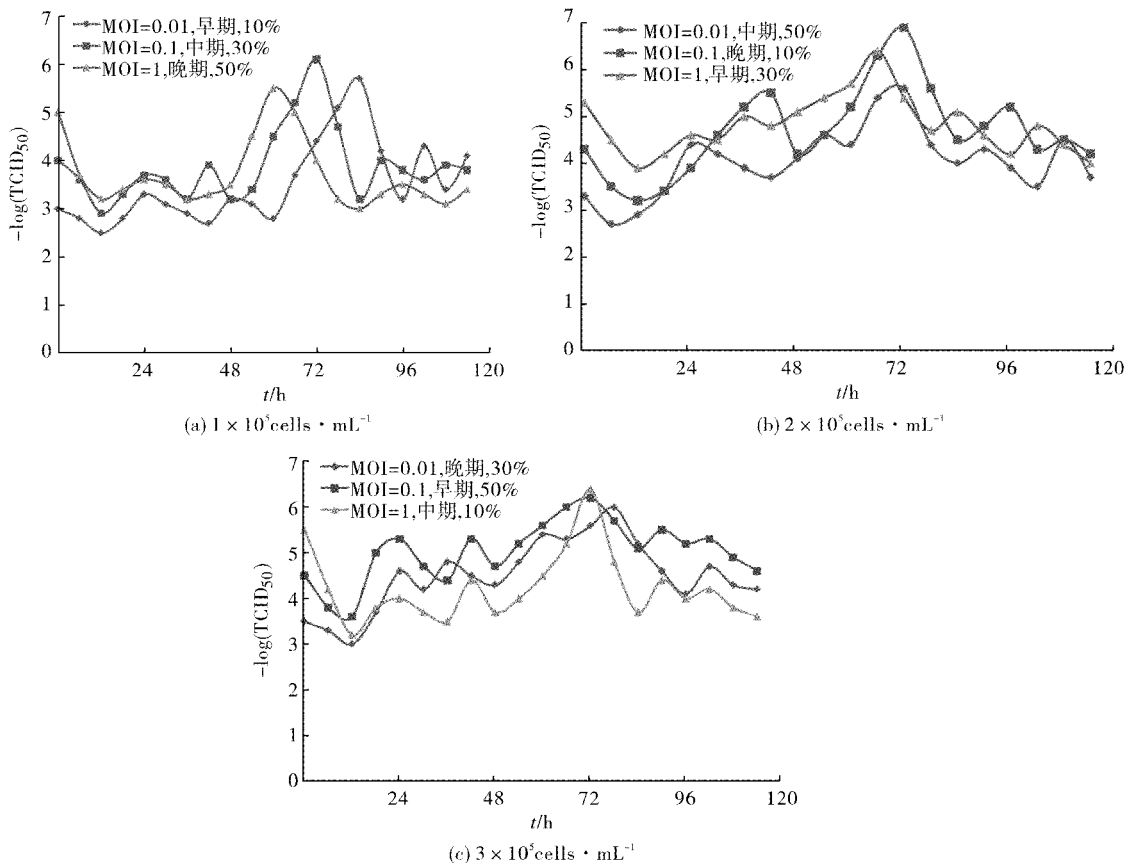 7
6
5
4
3
2
1
0
−log(TCID50)
MOI=0.01,早期,10%
MOI=0.1,中期,30%
MOI=1,晚期,50%
24 48 72 96 120
t/h
(a) 1 × 10⁵cells · mL⁻¹
7
6
5
4
3
2
1
0
−log(TCID50)
MOI=0.01,中期,50%
MOI=0.1,晚期,10%
MOI=1,早期,30%
24 48 72 96 120
t/h
(b) 2 × 10⁵cells · mL⁻¹
7
6
5
4
3
2
1
0
−log(TCID50)
MOI=0.01,晚期,30%
MOI=0.1,早期,50%
MOI=1,中期,10%
24 48 72 96 120
t/h
(c) 3 × 10⁵cells · mL⁻¹